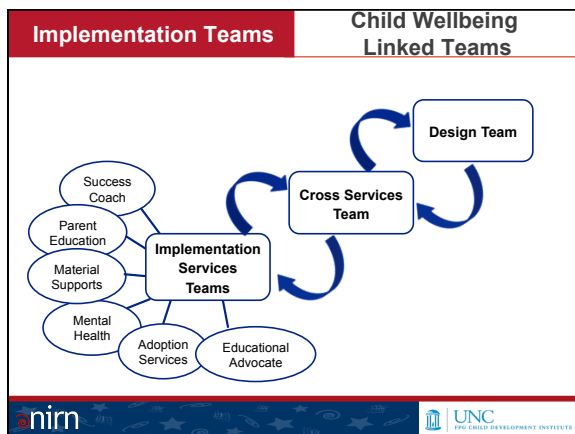 Implementation Teams
Child Wellbeing
Linked Teams
Design Team
Cross Services
Team
Success
Coach
Parent
Education
Implementation
Services
Teams
Material
Supports
Mental
Health
Adoption
Services
Educational
Advocate
nirn
UNC
FPG CHILD DEVELOPMENT INSTITUTE